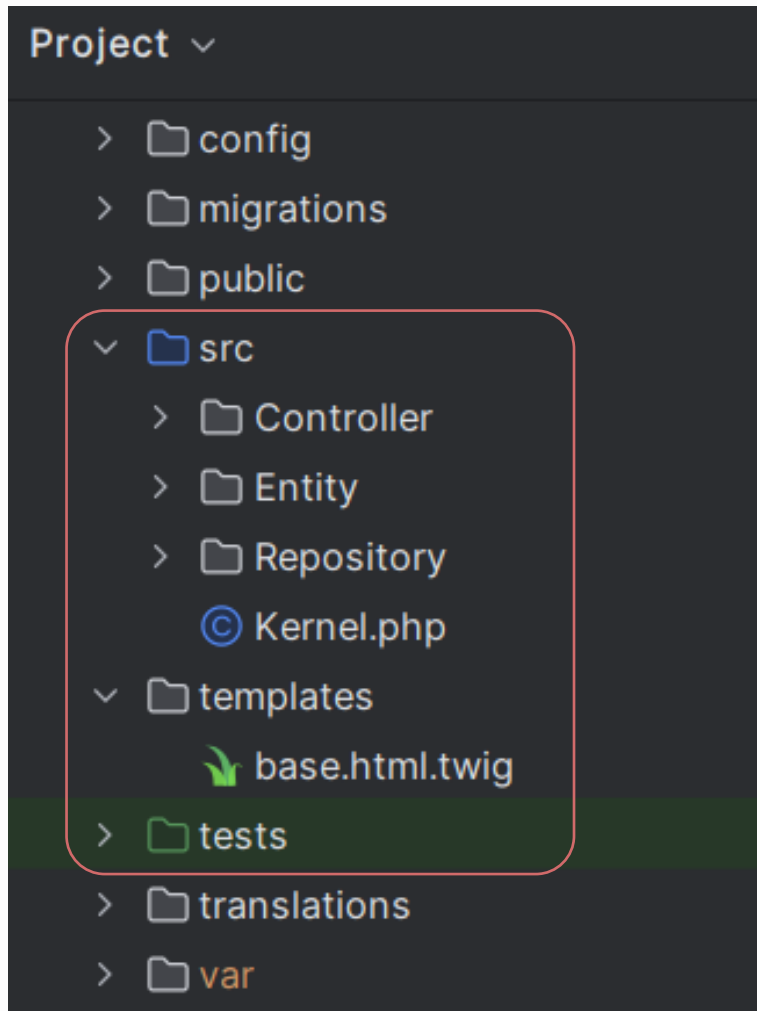 Project
config
migrations
public
src
Controller
Entity
Repository
Kernel.php
templates
base.html.twig
tests
translations
var